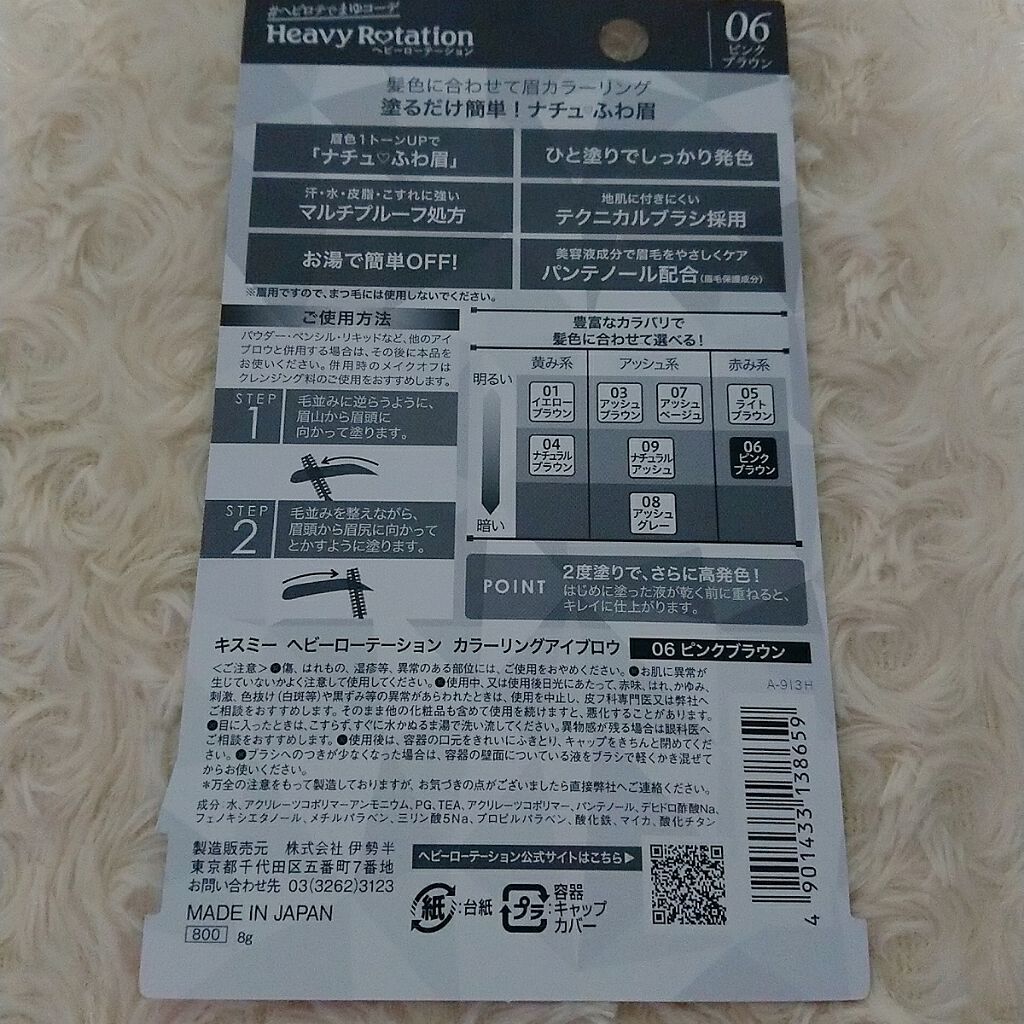 #ヘビロテでまゆコーデ
Heavy Rotation
ヘビーローテーション
06
ピンク
ブラウン
髪色に合わせて眉カラーリング
塗るだけ簡単!ナチュ♡ふわ眉
眉色1トーンUPで
「ナチュ♡ふわ眉」
ひと塗りでしっかり発色
汗・水・皮脂・こすれに強い
マルチプルーフ処方
地肌に付きにくい
テクニカルブラシ採用
お湯で簡単OFF!
美容液成分で眉毛をやさしくケア
パンテノール配合(眉毛保護成分)
※眉用ですので、まつ毛には使用しないでください。
ご使用方法
パウダー・ペンシル・リキッドなど、他のアイ
ブロウと併用する場合は、その後に本品を
お使いください。併用時のメイクオフは
クレンジング料のご使用をおすすめします。
STEP
1
毛並みに逆らうように、
眉山から眉頭に
向かって塗ります。
STEP
2
毛並みを整えながら、
眉頭から眉尻に向かって
とかすように塗ります。
豊富なカラバリで
髪色に合わせて選べる!
黄み系 アッシュ系 赤み系
明るい
01
イエロー
ブラウン
03
アッシュ
ブラウン
07
アッシュ
ベージュ
05
ライト
ブラウン
04
ナチュラル
ブラウン
09
ナチュラル
アッシュ
06
ピンク
ブラウン
08
アッシュ
グレー
暗い
POINT
2度塗りで、さらに高発色!
はじめに塗った液が乾く前に重ねると、
キレイに仕上がります。
キスミー ヘビーローテーション カラーリングアイブロウ 06 ピンクブラウン
<ご注意>●傷、はれもの、湿疹等、異常のある部位には、ご使用をおやめください。●お肌に異常が
生じていないかよく注意して使用してください。●使用中、又は使用後日光にあたって、赤味、はれ、かゆみ、
刺激、色抜け(白斑等)や黒ずみ等の異常があらわれたときは、使用を中止し、皮フ科専門医又は弊社へ
ご相談をおすすめします。そのまま他の化粧品も含めて使用を続けますと、悪化することがあります。
●目に入ったときは、こすらず、すぐに水かぬるま湯で洗い流してください。異物感が残る場合は眼科医へ
ご相談をおすすめします。●使用後は、容器の口元をきれいにふきとり、キャップをきちんと閉めてくだ
さい。●ブラシへのつきが少なくなった場合は、容器の壁面についている液をブラシで軽くかき混ぜて
からお使いください。
*万全の注意をもって製造しておりますが、お気づきの点がございましたら直接弊社へご連絡ください。
A-913H
成分 水、アクリレーツコポリマーアンモニウム、PG、TEA、アクリレーツコポリマー、パンテノール、デヒドロ酢酸Na、
フェノキシエタノール、メチルパラベン、三リン酸5Na、プロピルパラベン、酸化鉄、マイカ、酸化チタン
製造販売元 株式会社 伊勢半
東京都千代田区五番町7番地
お問い合わせ先 03(3262)3123
MADE IN JAPAN
800 8g
ヘビーローテーション公式サイトはこちら▶
紙:台紙
プラ:容器
キャップ
カバー
4 901433 138659